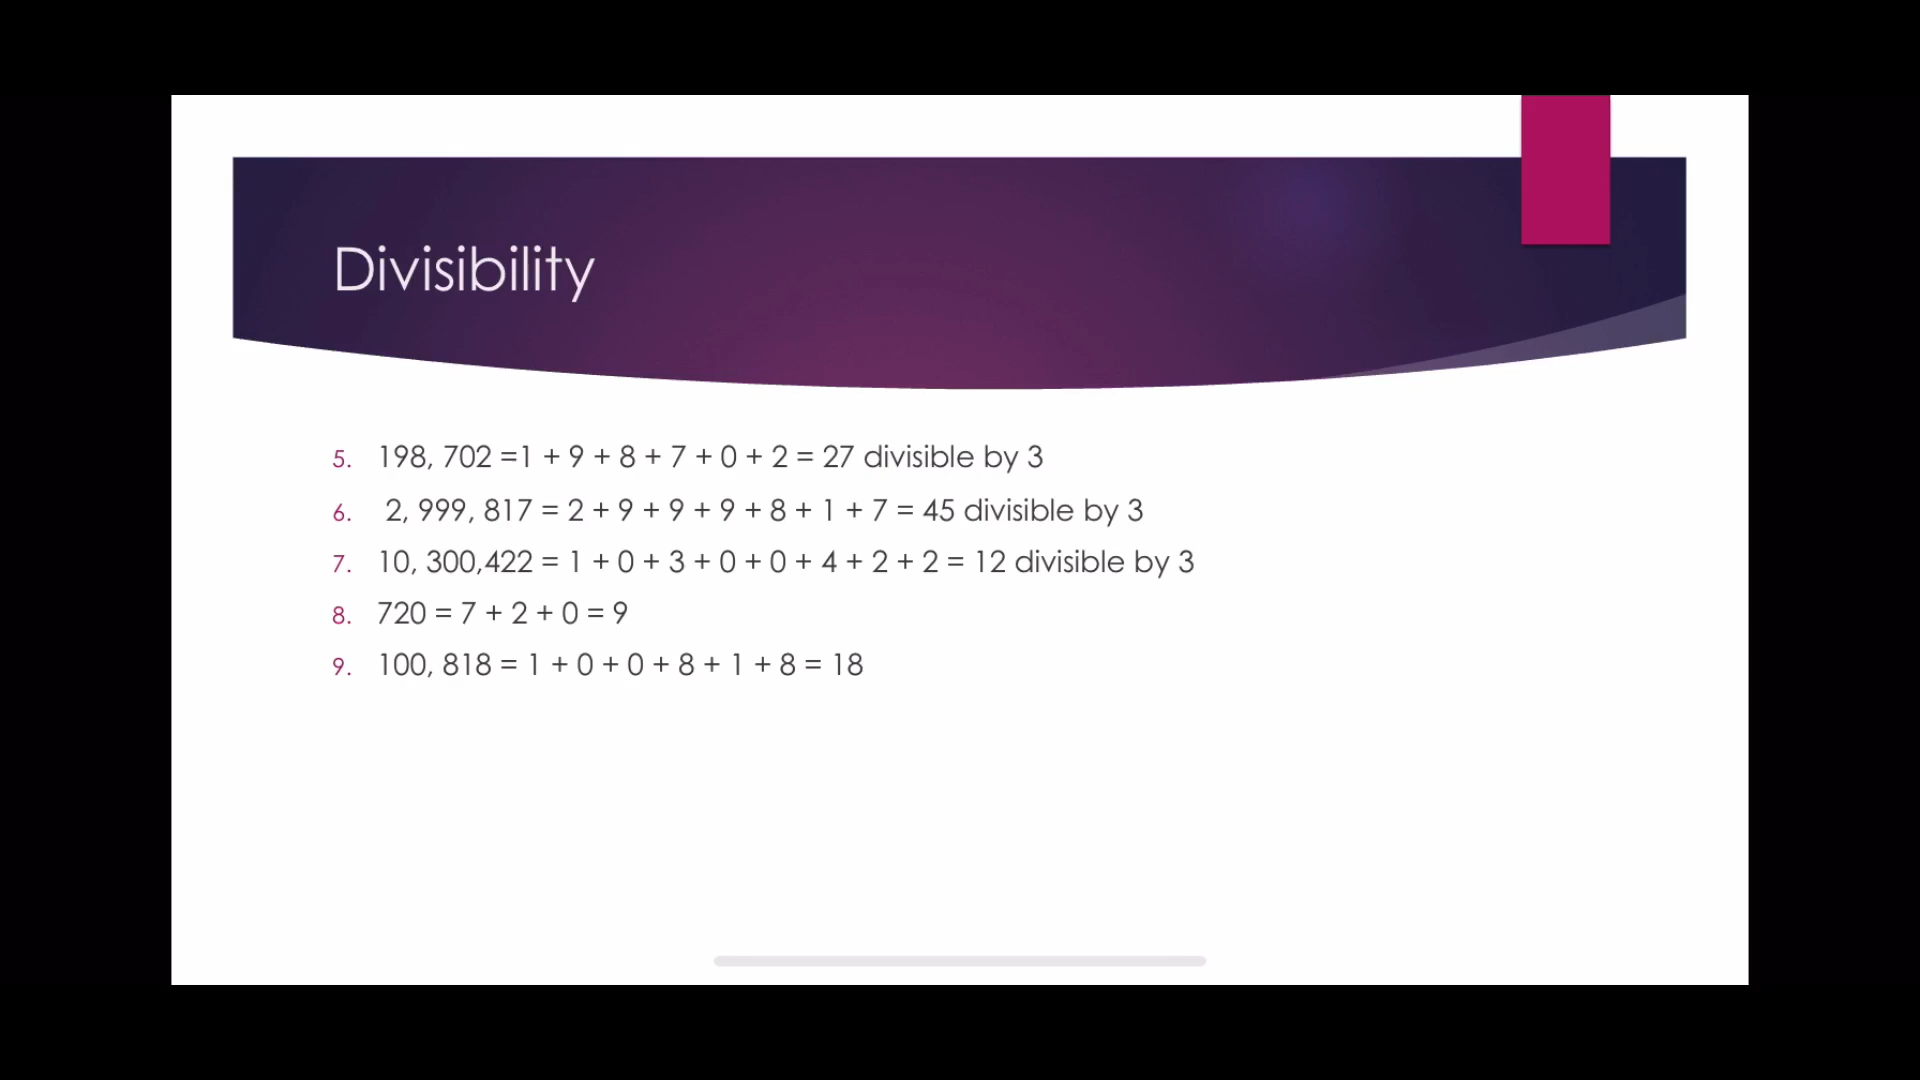 Divisibility
5. 198, 702 =1 + 9 + 8 + 7 + 0 + 2 = 27 divisible by 3
6. 2, 999, 817 = 2 + 9 + 9 + 9 + 8 + 1 + 7 = 45 divisible by 3
7. 10, 300,422 = 1 + 0 + 3 + 0 + 0 + 4 + 2 + 2 = 12 divisible by 3
8. 720 = 7 + 2 + 0 = 9
9. 100, 818 = 1 + 0 + 0 + 8 + 1 + 8 = 18